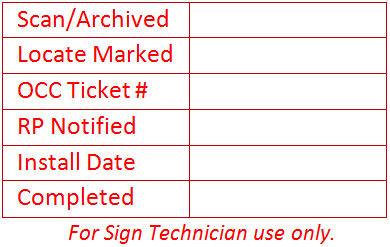 Scan/Archived
Locate Marked
OCC Ticket #
RP Notified
Install Date
Completed
For Sign Technician use only.